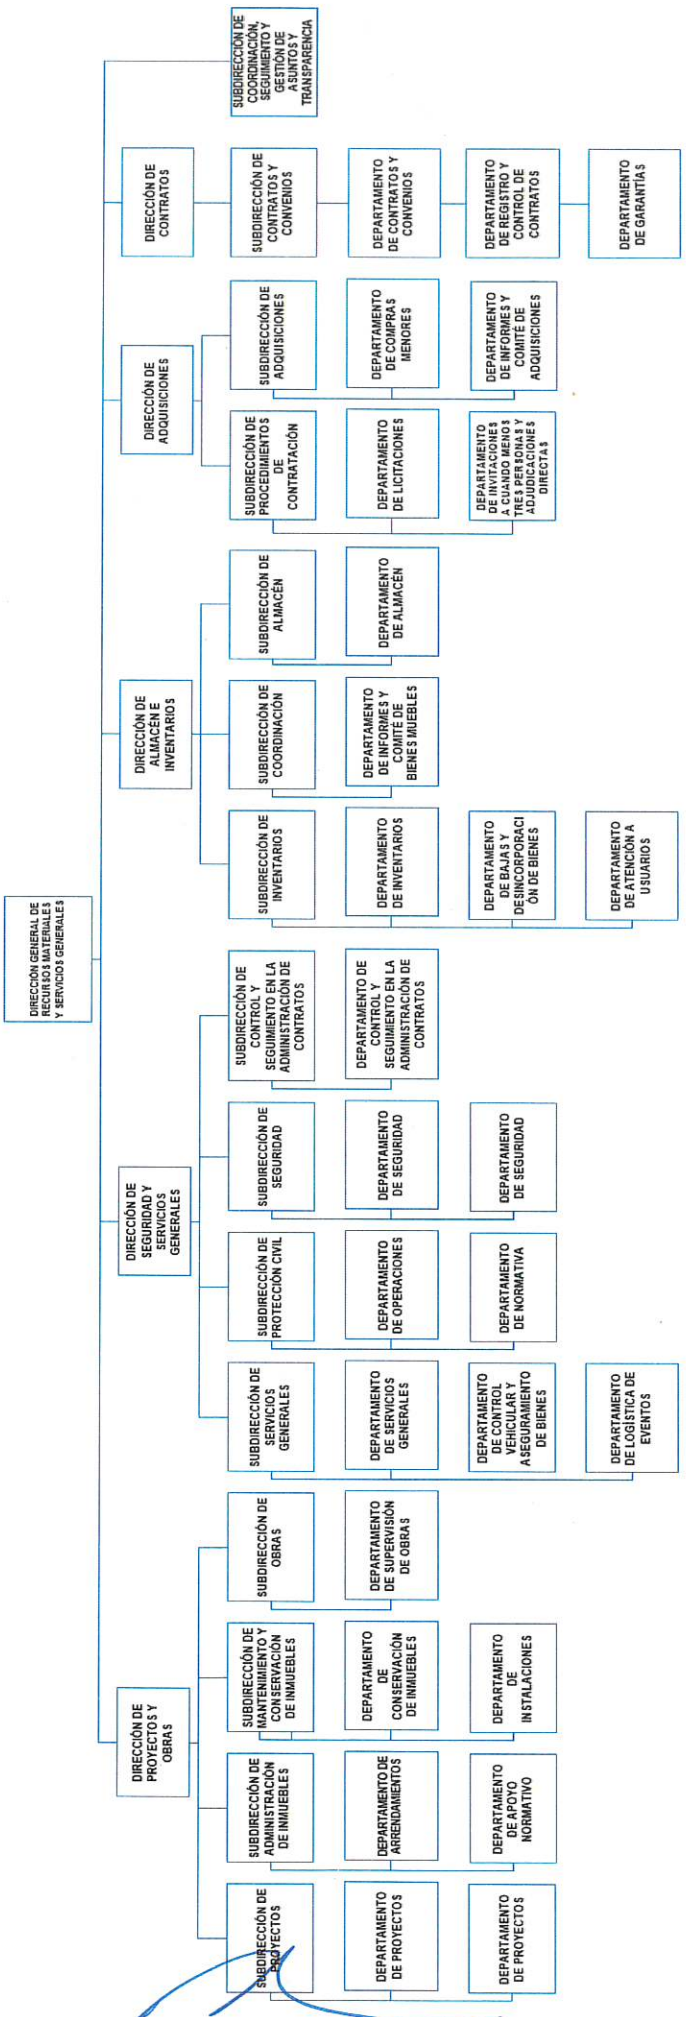 DIRECCIÓN GENERAL DE
RECURSOS MATERIALES
Y SERVICIOS GENERALES
DIRECCIÓN DE
PROYECTOS Y
OBRAS
DIRECCIÓN DE
SEGURIDAD Y
SERVICIOS
GENERALES
DIRECCIÓN DE
ALMACÉN E
INVENTARIOS
DIRECCIÓN DE
ADQUISICIONES
DIRECCIÓN DE
CONTRATOS
SUBDIRECCIÓN DE
PROYECTOS
SUBDIRECCIÓN DE
ADMINISTRACIÓN
DE INMUEBLES
SUBDIRECCIÓN DE
MANTENIMIENTO Y
CONSERVACIÓN
DE INMUEBLES
SUBDIRECCIÓN DE
OBRAS
SUBDIRECCIÓN DE
SERVICIOS
GENERALES
SUBDIRECCIÓN DE
PROTECCIÓN CIVIL
SUBDIRECCIÓN DE
SEGURIDAD
SUBDIRECCIÓN DE
CONTROL Y
SEGUIMIENTO EN LA
ADMINISTRACIÓN DE
CONTRATOS
SUBDIRECCIÓN DE
INVENTARIOS
SUBDIRECCIÓN DE
COORDINACIÓN
SUBDIRECCIÓN DE
ALMACÉN
SUBDIRECCIÓN DE
PROCEDIMIENTOS
DE
CONTRATACIÓN
SUBDIRECCIÓN DE
ADQUISICIONES
SUBDIRECCIÓN DE
CONTRATOS Y
CONVENIOS
SUBDIRECCIÓN DE
COORDINACIÓN,
SEGUIMIENTO Y
GESTIÓN DE
ASUNTOS Y
TRANSPARENCIA
DEPARTAMENTO
DE PROYECTOS
DEPARTAMENTO DE
ARRENDAMIENTOS
DEPARTAMENTO
DE
CONSERVACIÓN
DE INMUEBLES
DEPARTAMENTO
DE SUPERVISIÓN
DE OBRAS
DEPARTAMENTO
DE SERVICIOS
GENERALES
DEPARTAMENTO
DE OPERACIONES
DEPARTAMENTO
DE SEGURIDAD
DEPARTAMENTO DE
CONTROL Y
SEGUIMIENTO EN LA
ADMINISTRACIÓN DE
CONTRATOS
DEPARTAMENTO
DE INVENTARIOS
DEPARTAMENTO
DE INFORMES Y
COMITÉ DE
BIENES MUEBLES
DEPARTAMENTO
DE ALMACÉN
DEPARTAMENTO
DE LICITACIONES
DEPARTAMENTO
DE COMPRAS
MENORES
DEPARTAMENTO
DE CONTRATOS Y
CONVENIOS
DEPARTAMENTO
DE PROYECTOS
DEPARTAMENTO
DE APOYO
NORMATIVO
DEPARTAMENTO
DE
INSTALACIONES
DEPARTAMENTO
DE CONTROL
VEHICULAR Y
ASEGURAMIENTO
DE BIENES
DEPARTAMENTO
DE NORMATIVA
DEPARTAMENTO
DE SEGURIDAD
DEPARTAMENTO
DE BAJAS Y
DESINCORPORACI
ÓN DE BIENES
DEPARTAMENTO
DE INVITACIONES
A CUANDO MENOS
TRES PERSONAS Y
ADJUDICACIONES
DIRECTAS
DEPARTAMENTO
DE INFORMES Y
COMITÉ DE
ADQUISICIONES
DEPARTAMENTO
DE REGISTRO Y
CONTROL DE
CONTRATOS
DEPARTAMENTO
DE LOGÍSTICA DE
EVENTOS
DEPARTAMENTO
DE ATENCIÓN A
USUARIOS
DEPARTAMENTO
DE GARANTÍAS